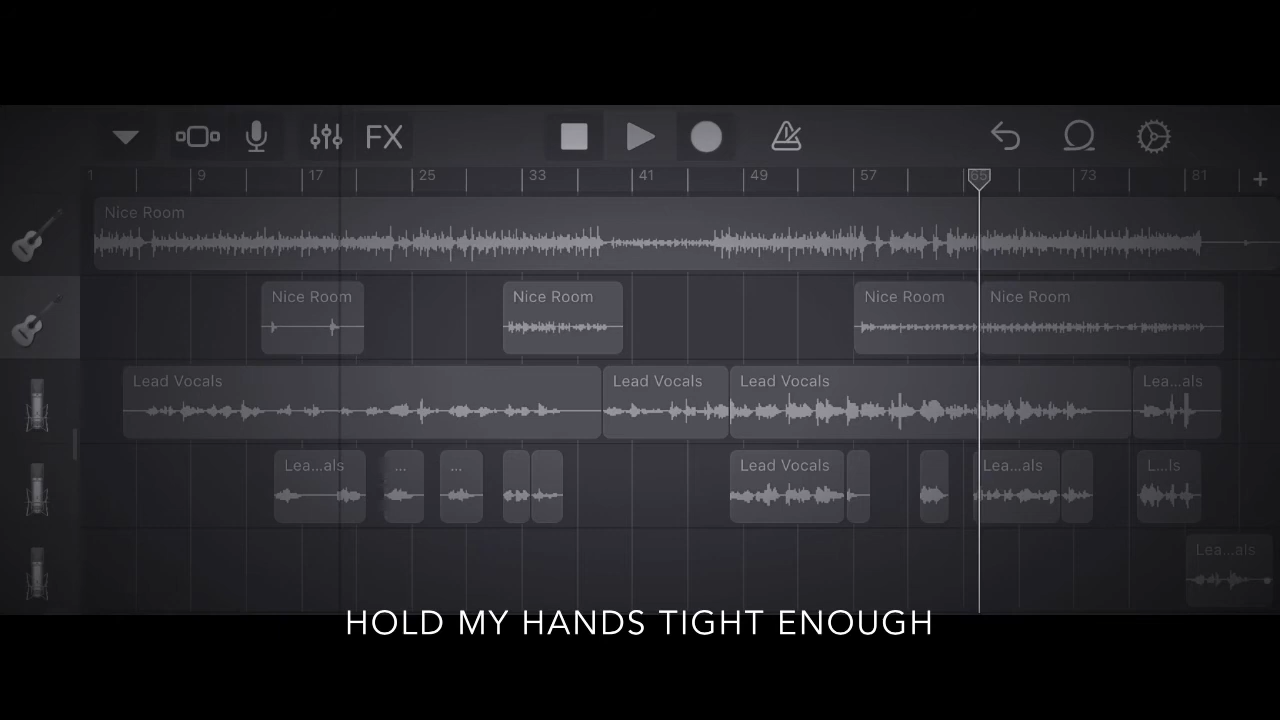 FX
1 9 17 25 33 41 49 57 65 73 81 +
Nice Room
Nice Room Nice Room Nice Room Nice Room
Lead Vocals Lead Vocals Lead Vocals Lea...als
Lea...als ... ... Lead Vocals Lea...als L...ls
Lea...als
HOLD MY HANDS TIGHT ENOUGH